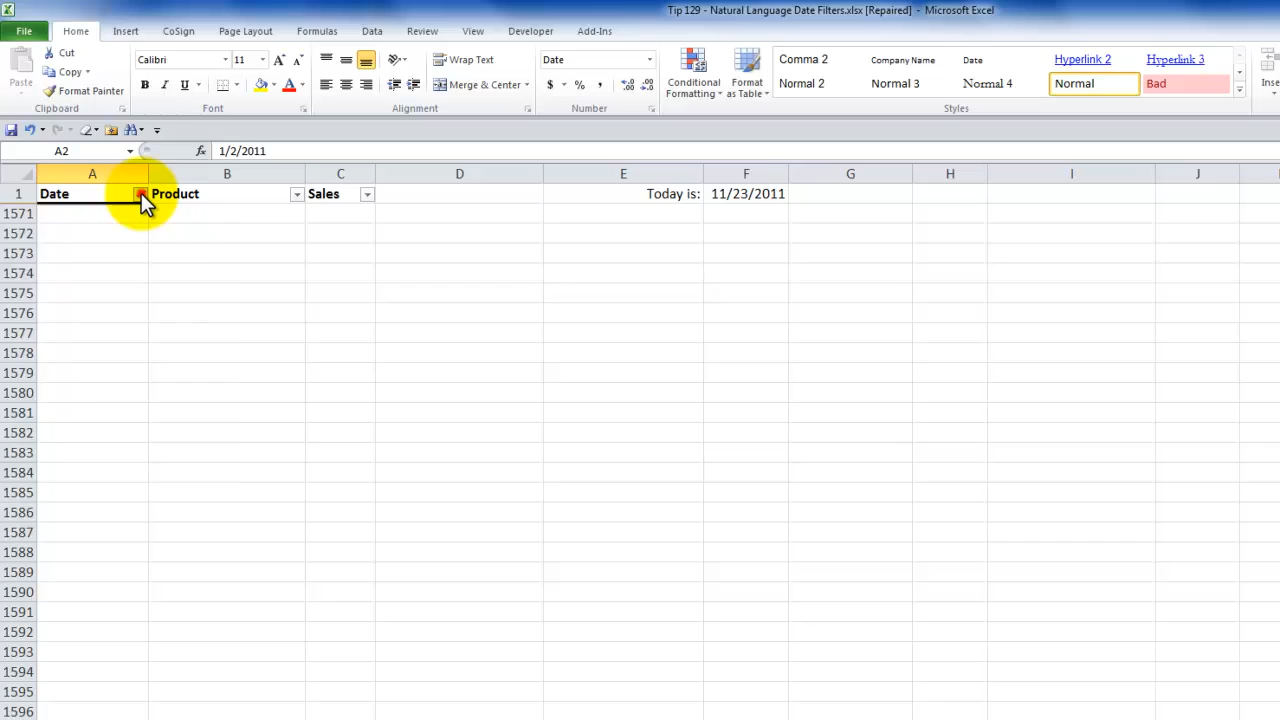 Tip 129 - Natural Language Date Filters.xlsx [Repaired] - Microsoft Excel
File Home Insert CoSign Page Layout Formulas Data Review View Developer Add-Ins
Cut
Copy
Format Painter
Paste
Clipboard
Calibri 11
B I U
Font
Wrap Text
Merge & Center
Alignment
Date
$ % ,
Number
Conditional Formatting
Format as Table
Comma 2 Company Name Date Hyperlink 2 Hyperlink 3
Normal 2 Normal 3 Normal 4 Normal Bad
Styles
A2 fx 1/2/2011
A B C D E F G H I J
1 Date Product Sales Today is: 11/23/2011
1571
1572
1573
1574
1575
1576
1577
1578
1579
1580
1581
1582
1583
1584
1585
1586
1587
1588
1589
1590
1591
1592
1593
1594
1595
1596